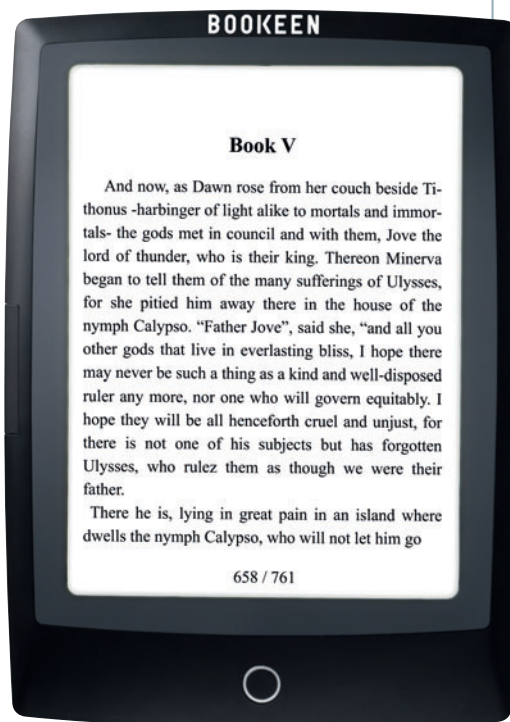 BOOKEEN
Book V
And now, as Dawn rose from her couch beside Ti-
thonus -harbinger of light alike to mortals and immor-
tals- the gods met in council and with them, Jove the
lord of thunder, who is their king. Thereon Minerva
began to tell them of the many sufferings of Ulysses,
for she pitied him away there in the house of the
nymph Calypso. “Father Jove”, said she, “and all you
other gods that live in everlasting bliss, I hope there
may never be such a thing as a kind and well-disposed
ruler any more, nor one who will govern equitably. I
hope they will be all henceforth cruel and unjust, for
there is not one of his subjects but has forgotten
Ulysses, who rulez them as though we were their
father.
There he is, lying in great pain in an island where
dwells the nymph Calypso, who will not let him go
658 / 761